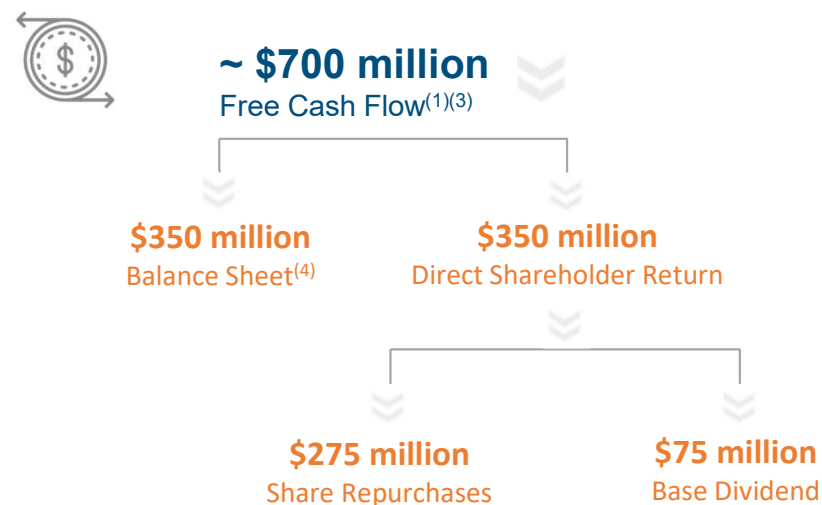 $
~ $700 million
Free Cash Flow(1)(3)
$350 million
Balance Sheet(4)
$350 million
Direct Shareholder Return
$275 million
Share Repurchases
$75 million
Base Dividend